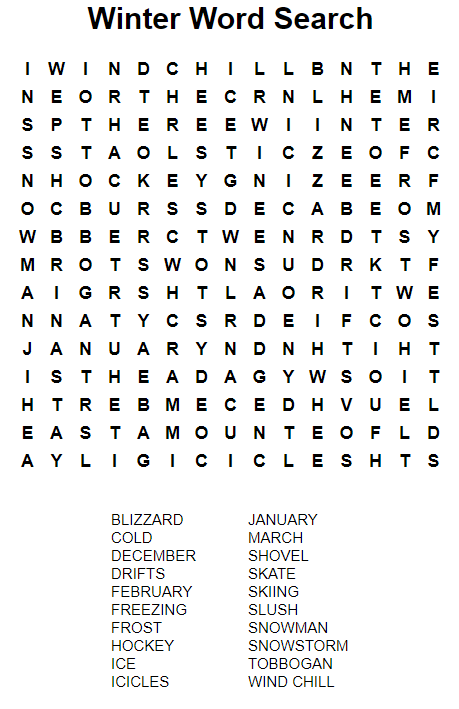 Winter Word Search
I W I N D C H I L L B N T H E
N E O R T H E C R N L H E M I
S P T H E R E E W I I N T E R
S S T A O L S T I C Z E O F C
N H O C K E Y G N I Z E E R F
O C B U R S S D E C A B E O M
W B B E R C T W E N R D T S Y
M R O T S W O N S U D R K T F
A I G R S H T L A O R I T W E
N N A T Y C S R D E I F C O S
J A N U A R Y N D N H T I H T
I S T H E A D A G Y W S O I T
H T R E B M E C E D H V U E L
E A S T A M O U N T E O F L D
A Y L I G I C I C L E S H T S
BLIZZARD JANUARY
COLD MARCH
DECEMBER SHOVEL
DRIFTS SKATE
FEBRUARY SKIING
FREEZING SLUSH
FROST SNOWMAN
HOCKEY SNOWSTORM
ICE TOBBOGAN
ICICLES WIND CHILL